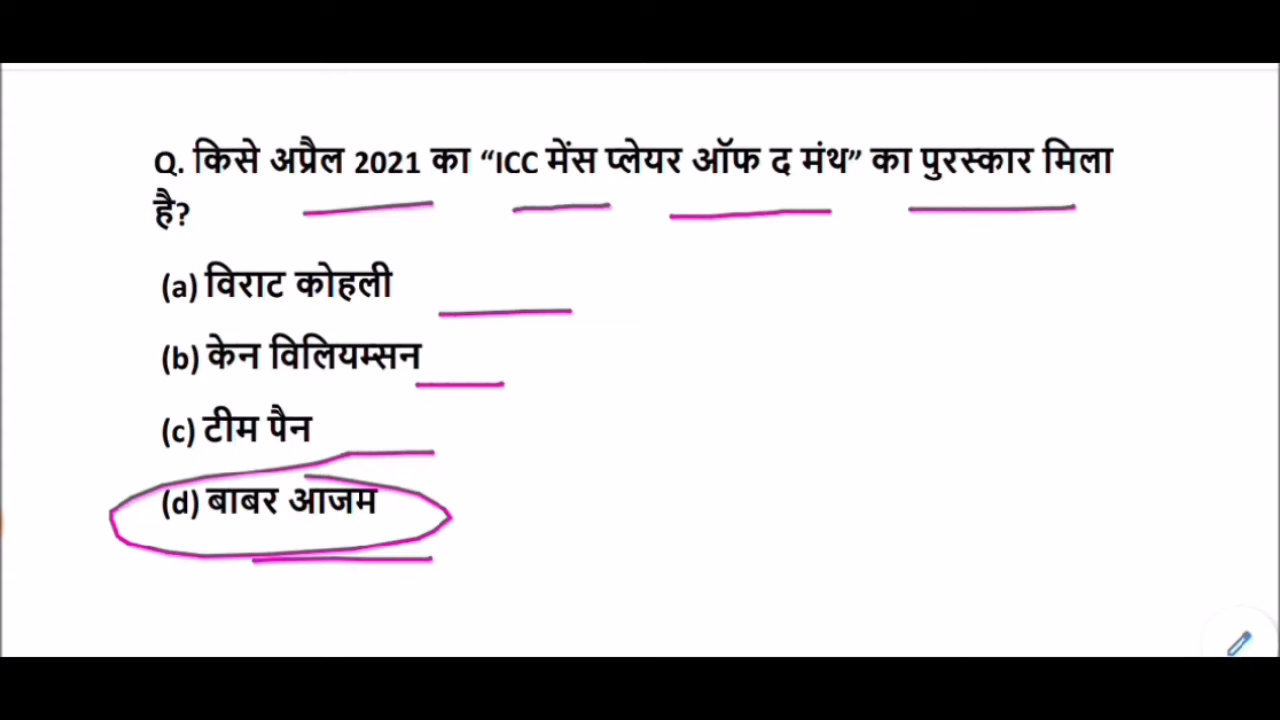 Q. किसे अप्रैल 2021 का “ICC मेंस प्लेयर ऑफ द मंथ” का पुरस्कार मिला
है?
(a) विराट कोहली
(b) केन विलियम्सन
(c) टीम पैन
(d) बाबर आजम